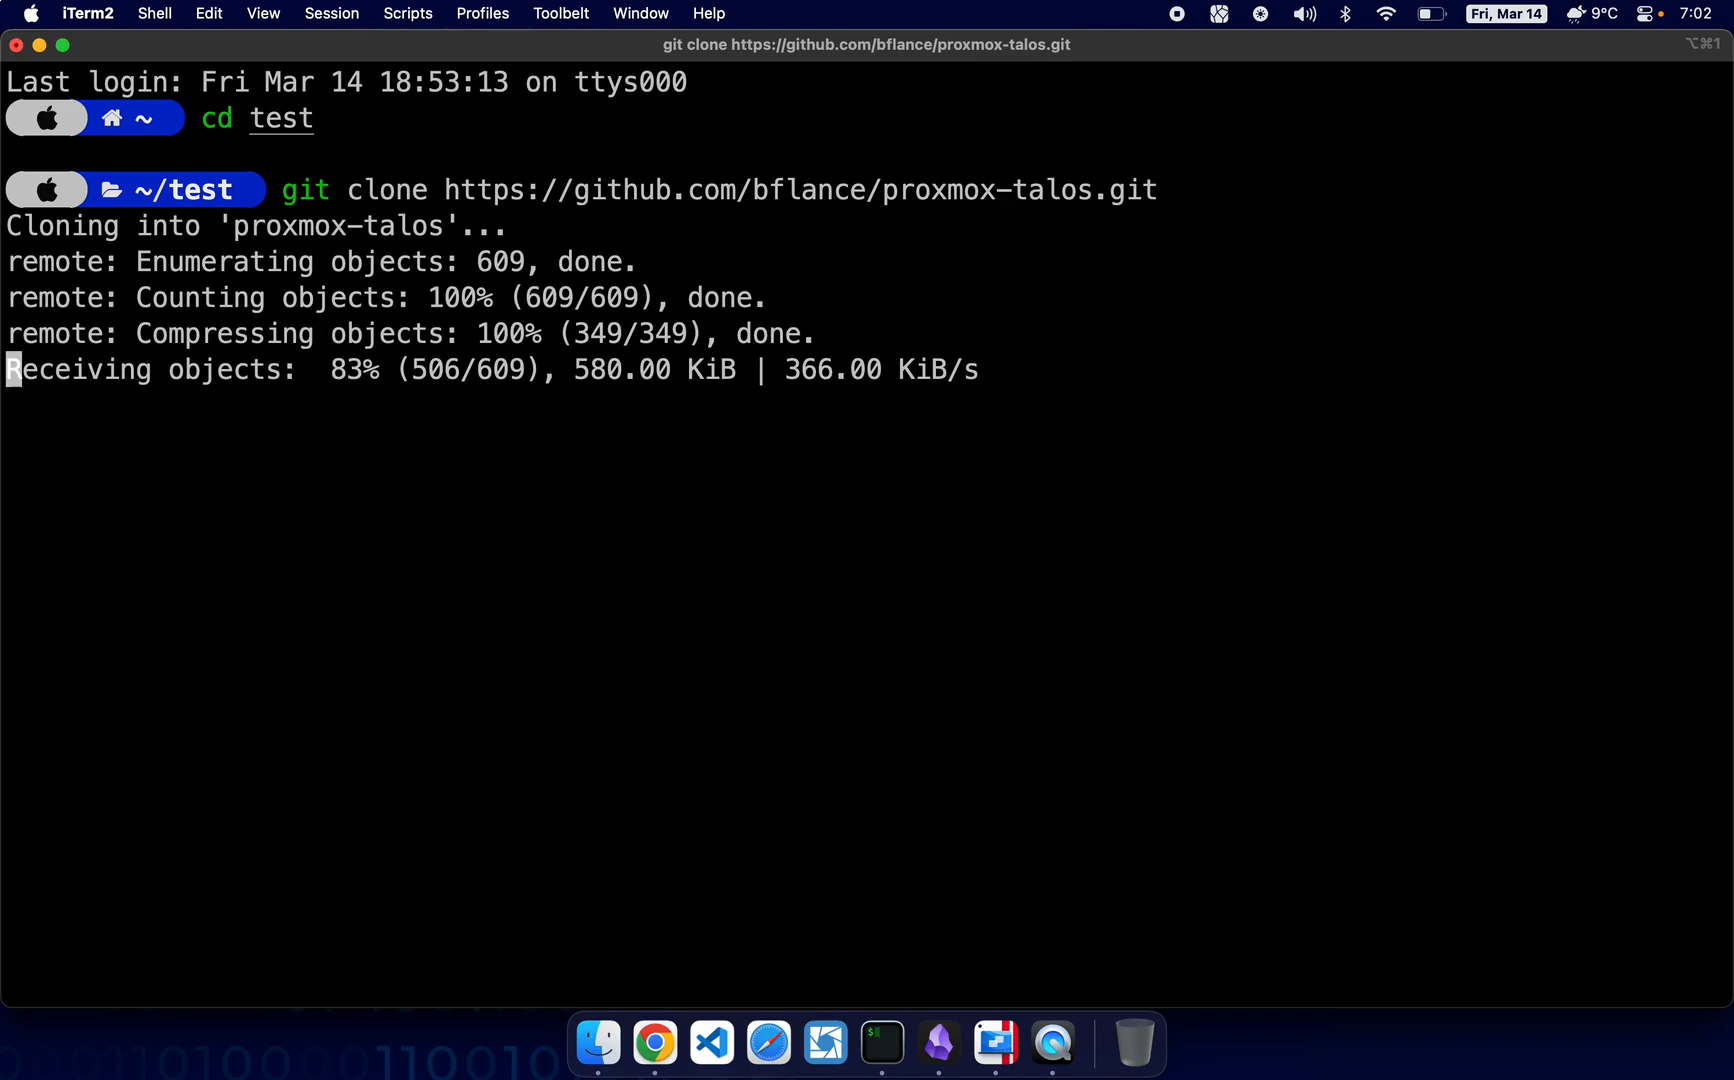 iTerm2 Shell Edit View Session Scripts Profiles Toolbelt Window Help Fri, Mar 14 9°C 7:02
git clone https://github.com/bflance/proxmox-talos.git ⌥⌘1
Last login: Fri Mar 14 18:53:13 on ttys000
~ cd test
~/test git clone https://github.com/bflance/proxmox-talos.git
Cloning into 'proxmox-talos'...
remote: Enumerating objects: 609, done.
remote: Counting objects: 100% (609/609), done.
remote: Compressing objects: 100% (349/349), done.
Receiving objects:  83% (506/609), 580.00 KiB | 366.00 KiB/s
$